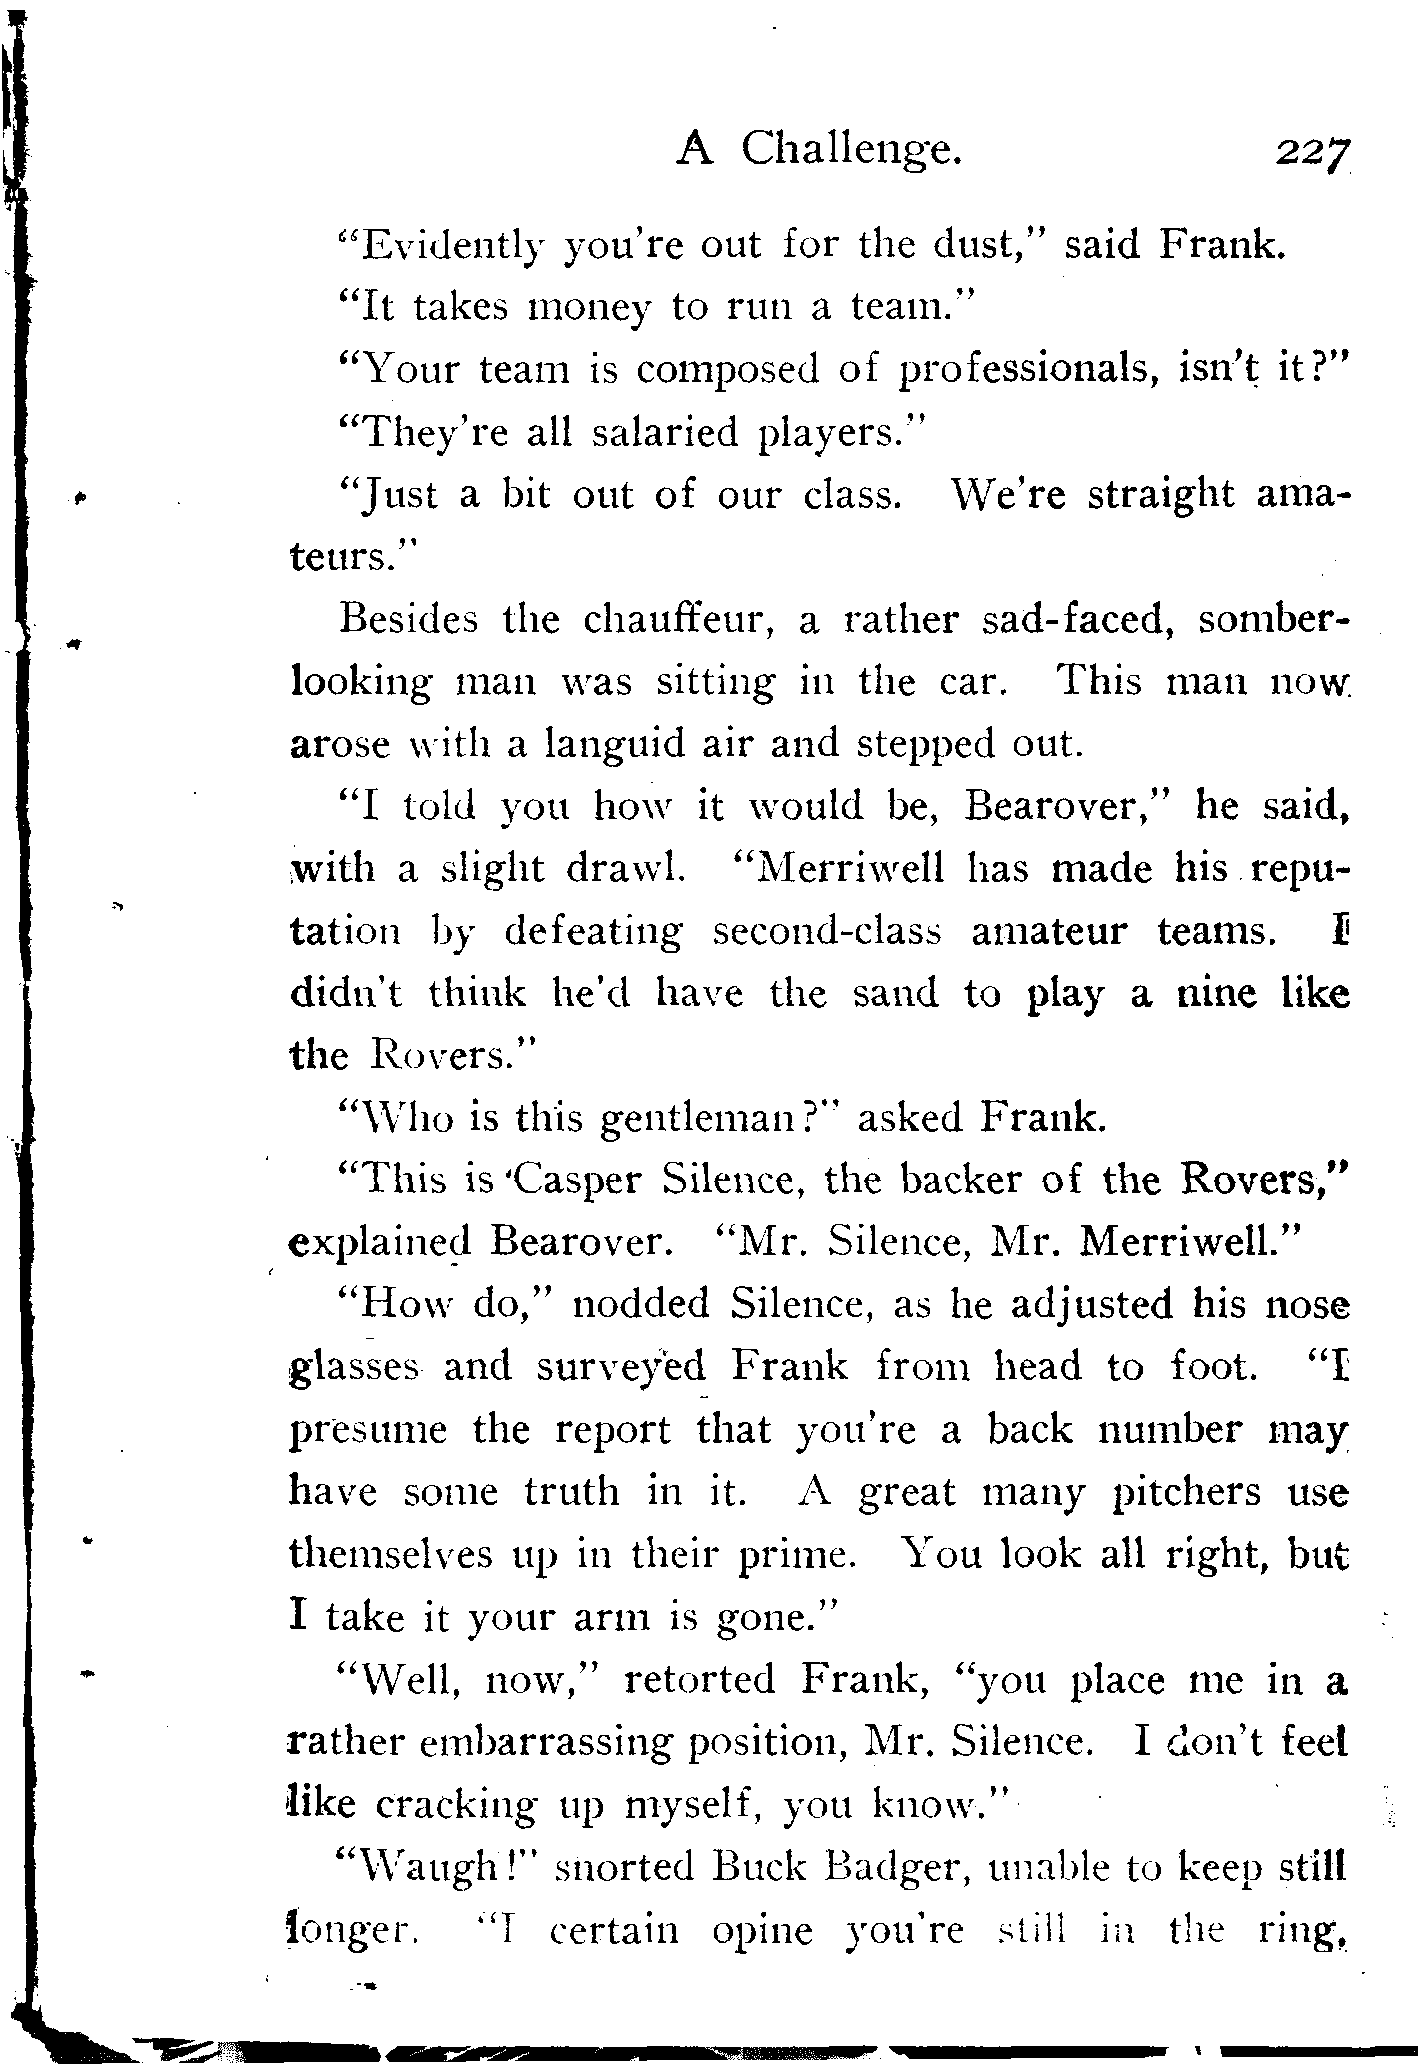 A Challenge. 227
“Evidently you're out for the dust,” said Frank.
“It takes money to run a team.”
“Your team is composed of professionals, isn't it?”
“They're all salaried players.”
“Just a bit out of our class. We're straight ama-
teurs.”
Besides the chauffeur, a rather sad-faced, somber-
looking man was sitting in the car. This man now
arose with a languid air and stepped out.
“I told you how it would be, Bearover,” he said,
with a slight drawl. “Merriwell has made his repu-
tation by defeating second-class amateur teams. I
didn't think he'd have the sand to play a nine like
the Rovers.”
“Who is this gentleman?” asked Frank.
“This is Casper Silence, the backer of the Rovers,”
explained Bearover. “Mr. Silence, Mr. Merriwell.”
“How do,” nodded Silence, as he adjusted his nose
glasses and surveyed Frank from head to foot. “I
presume the report that you're a back number may
have some truth in it. A great many pitchers use
themselves up in their prime. You look all right, but
I take it your arm is gone.”
“Well, now,” retorted Frank, “you place me in a
rather embarrassing position, Mr. Silence. I don't feel
like cracking up myself, you know.”
“Waugh!” snorted Buck Badger, unable to keep still
longer. “I certain opine you're still in the ring,